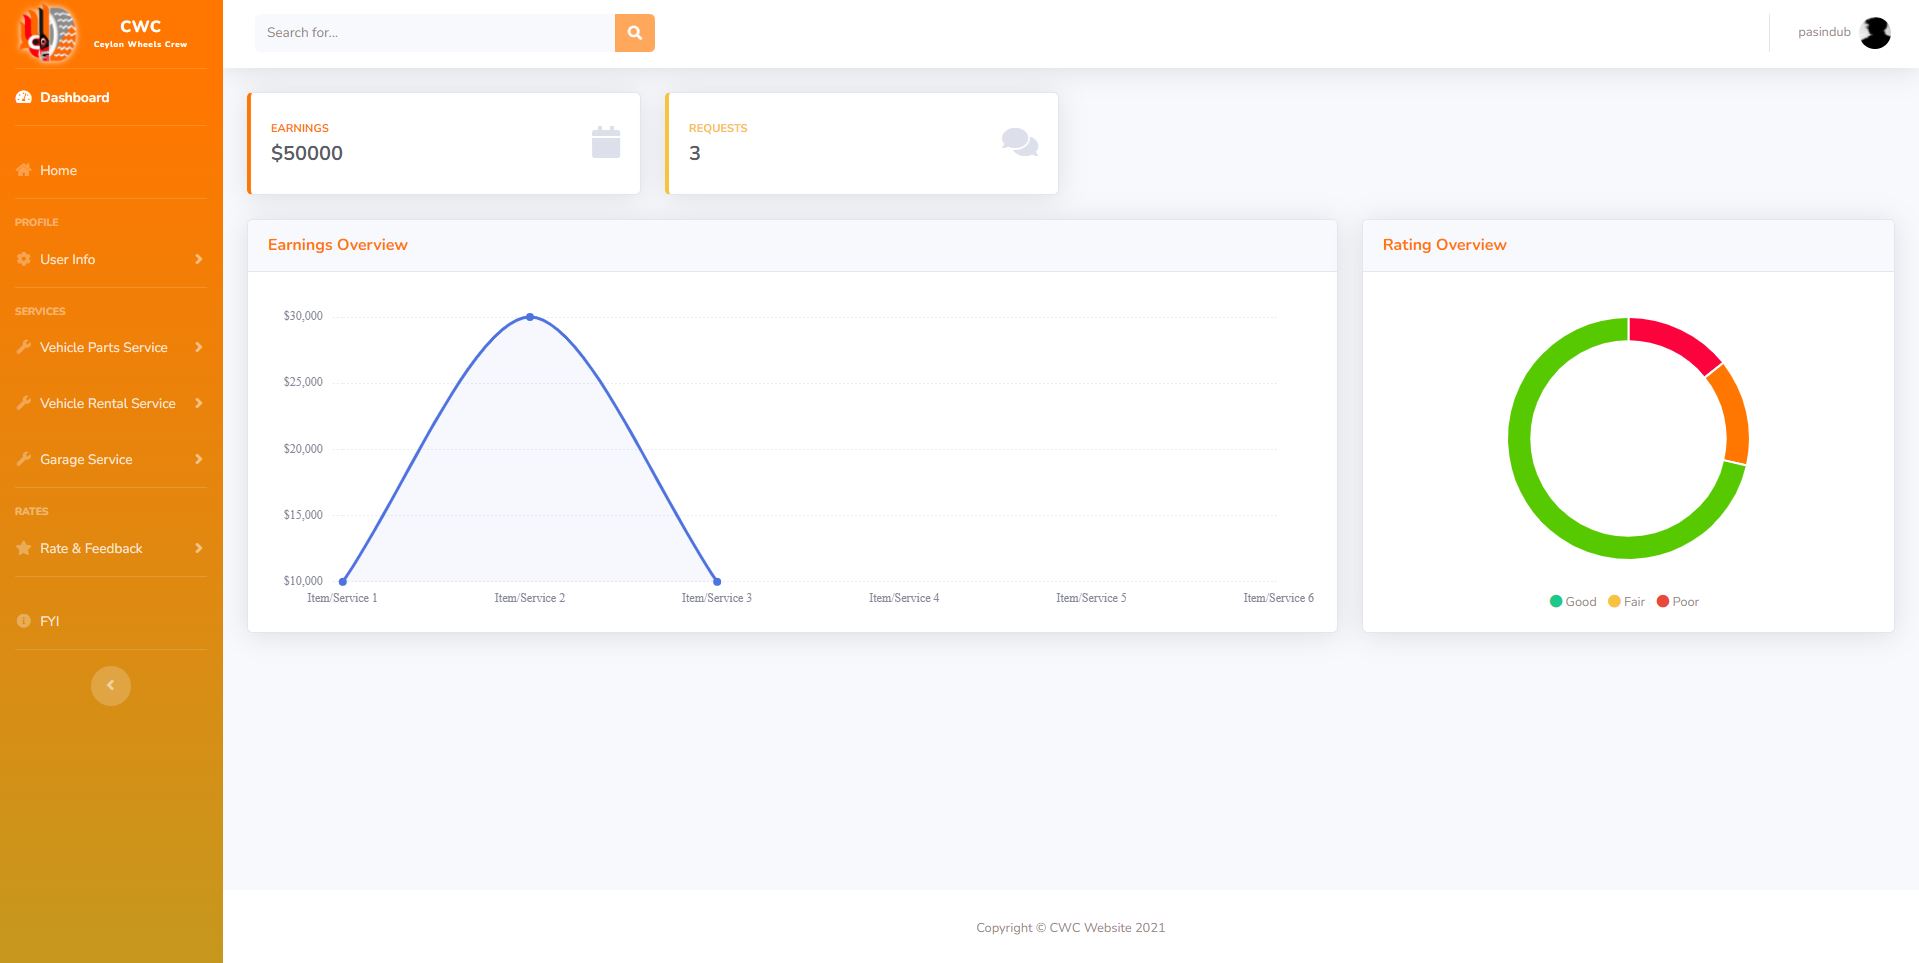 CWC
Ceylon Wheels Crew
Dashboard
Home
PROFILE
User Info
SERVICES
Vehicle Parts Service
Vehicle Rental Service
Garage Service
RATES
Rate & Feedback
FYI
Search for...
pasindub
EARNINGS
$50000
REQUESTS
3
Earnings Overview
$30,000
$25,000
$20,000
$15,000
$10,000
Item/Service 1 Item/Service 2 Item/Service 3 Item/Service 4 Item/Service 5 Item/Service 6
Rating Overview
Good Fair Poor
Copyright © CWC Website 2021